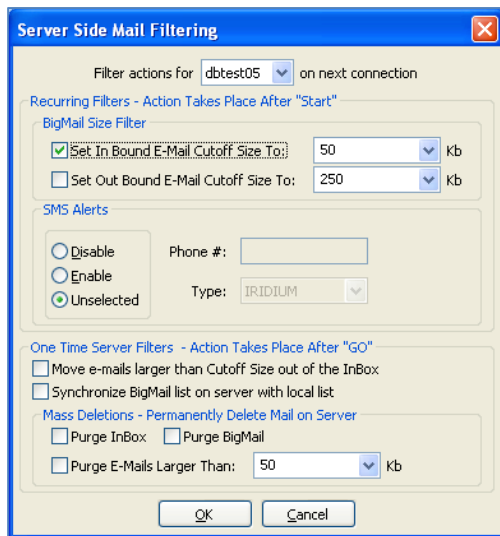 Server Side Mail Filtering
Filter actions for dbtest05 on next connection
Recurring Filters - Action Takes Place After "Start"
BigMail Size Filter
Set In Bound E-Mail Cutoff Size To: 50 Kb
Set Out Bound E-Mail Cutoff Size To: 250 Kb
SMS Alerts
Disable
Enable
Unselected
Phone #:
Type: IRIDIUM
One Time Server Filters - Action Takes Place After "GO"
Move e-mails larger than Cutoff Size out of the InBox
Synchronize BigMail list on server with local list
Mass Deletions - Permanently Delete Mail on Server
Purge InBox Purge BigMail
Purge E-Mails Larger Than: 50 Kb
OK Cancel